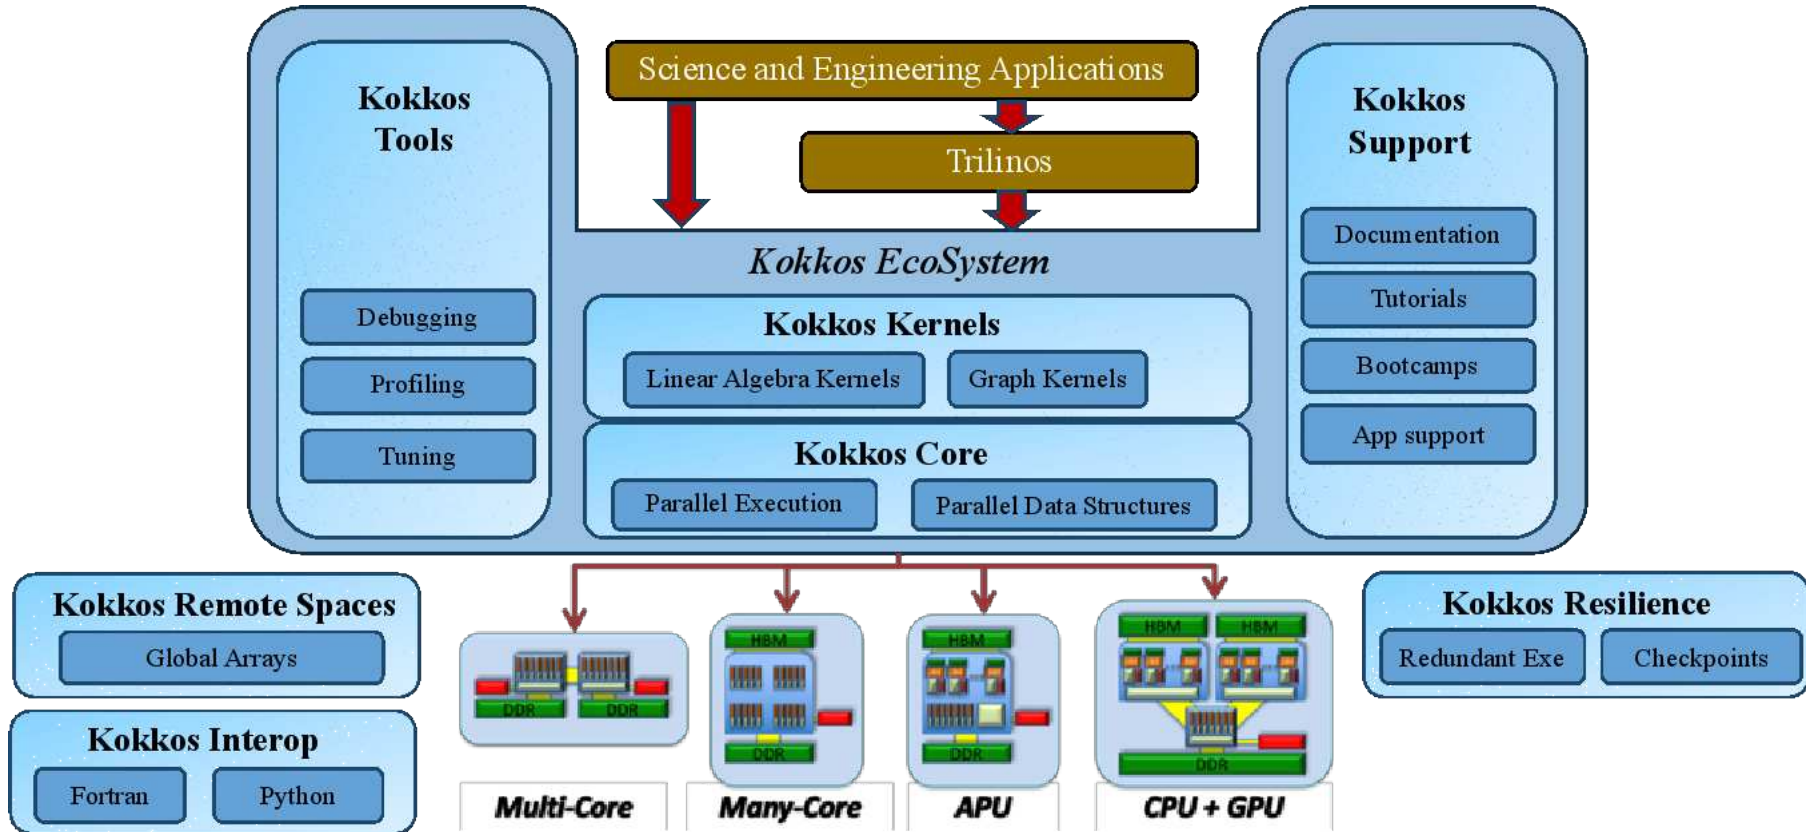 Science and Engineering Applications
Trilinos
Kokkos
Tools
Debugging
Profiling
Tuning
Kokkos EcoSystem
Kokkos Kernels
Linear Algebra Kernels
Graph Kernels
Kokkos Core
Parallel Execution
Parallel Data Structures
Kokkos
Support
Documentation
Tutorials
Bootcamps
App support
Kokkos Remote Spaces
Global Arrays
Kokkos Interop
Fortran
Python
DDR
DDR
Multi-Core
HBM
DDR
Many-Core
HBM
DDR
APU
HBM
HBM
DDR
CPU + GPU
Kokkos Resilience
Redundant Exe
Checkpoints